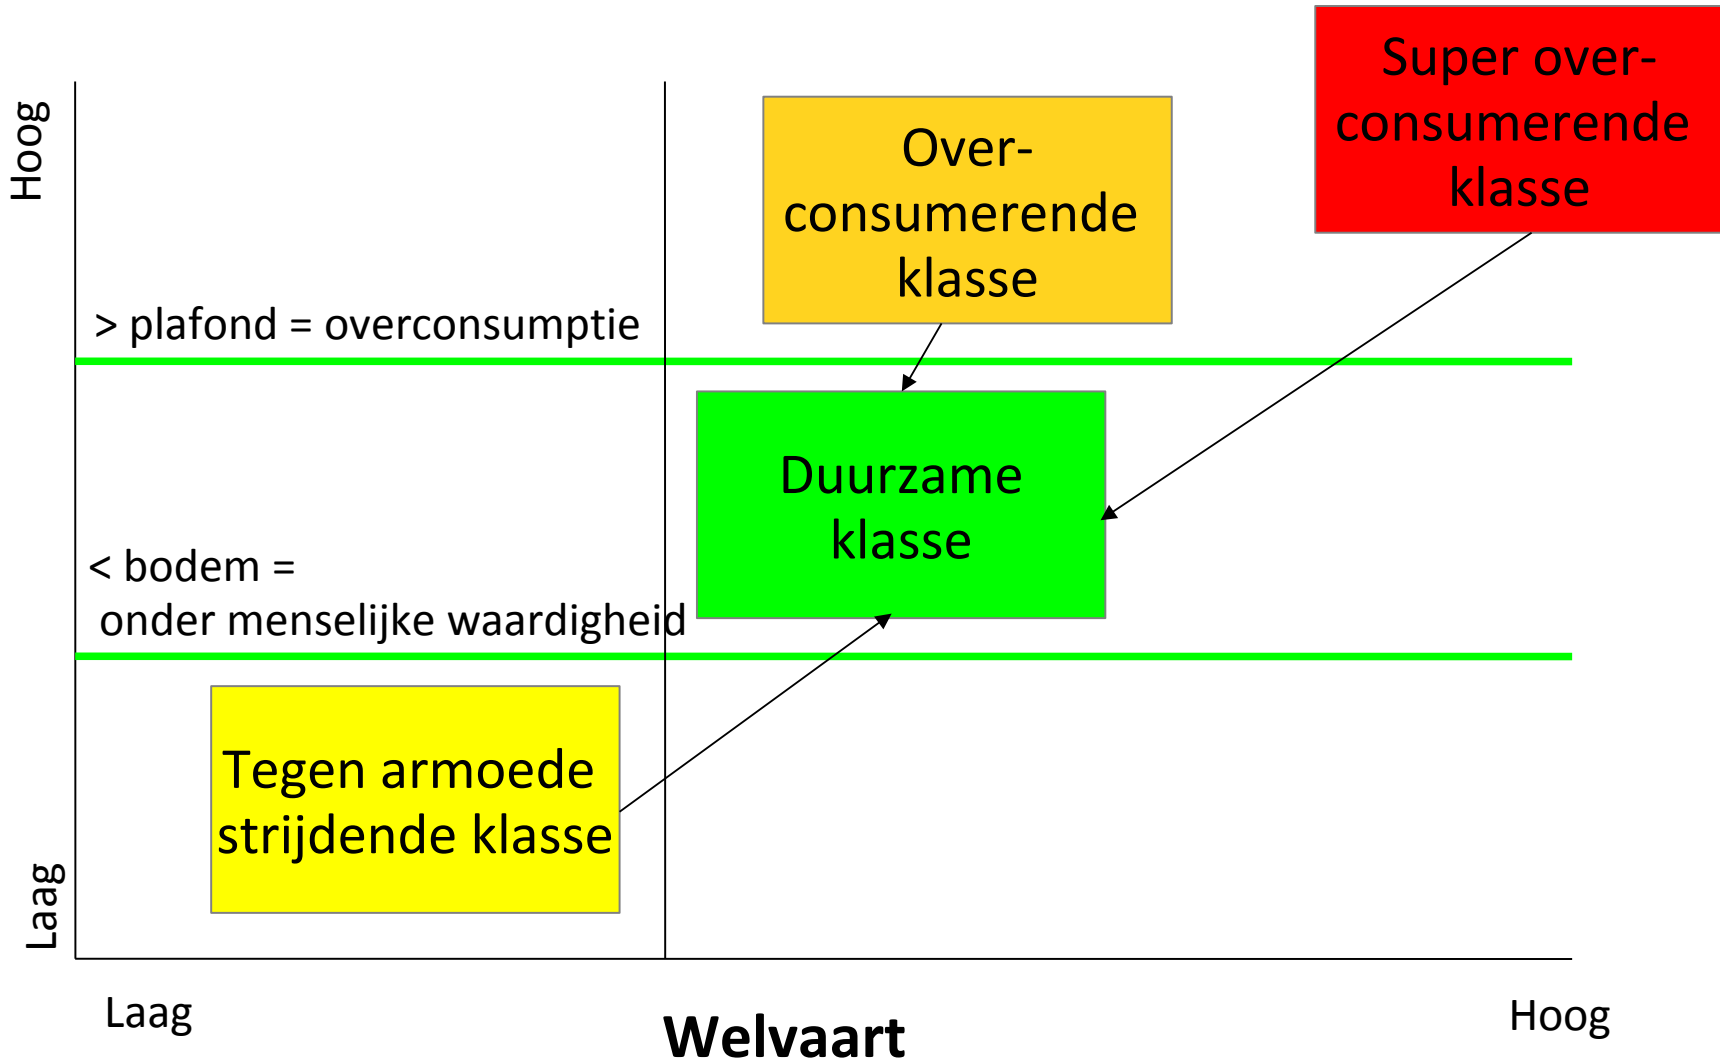 Hoog
Super over-
consumerende
klasse
Over-
consumerende
klasse
> plafond = overconsumptie
Duurzame
klasse
< bodem =
onder menselijke waardigheid
Tegen armoede
strijdende klasse
Laag
Laag
Welvaart
Hoog